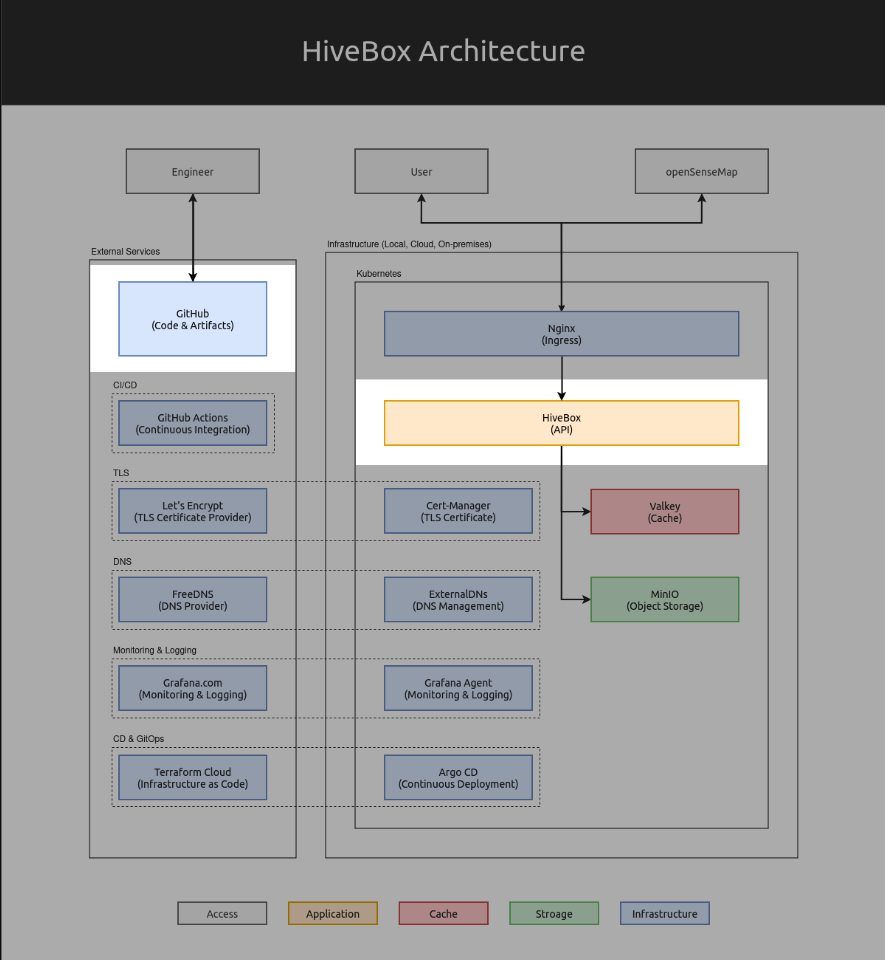 HiveBox Architecture
Engineer
User
openSenseMap
External Services
Infrastructure (Local, Cloud, On-premises)
Kubernetes
GitHub
(Code & Artifacts)
Nginx
(Ingress)
CI/CD
GitHub Actions
(Continuous Integration)
HiveBox
(API)
TLS
Let's Encrypt
(TLS Certificate Provider)
Cert-Manager
(TLS Certificate)
Valkey
(Cache)
DNS
FreeDNS
(DNS Provider)
ExternalDNs
(DNS Management)
MinIO
(Object Storage)
Monitoring & Logging
Grafana.com
(Monitoring & Logging)
Grafana Agent
(Monitoring & Logging)
CD & GitOps
Terraform Cloud
(Infrastructure as Code)
Argo CD
(Continuous Deployment)
Access
Application
Cache
Stroage
Infrastructure